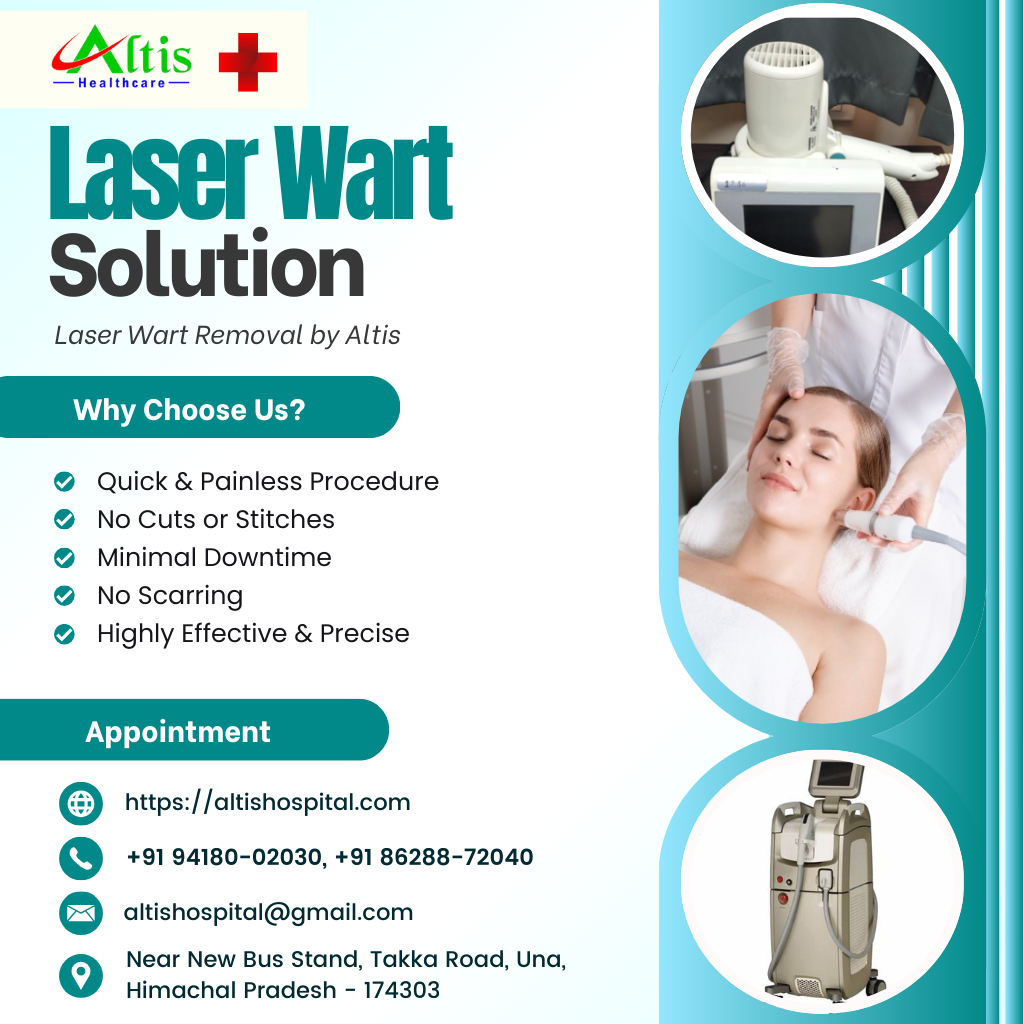 Altis
Healthcare
Laser Wart
Solution
Laser Wart Removal by Altis
Why Choose Us?
Quick & Painless Procedure
No Cuts or Stitches
Minimal Downtime
No Scarring
Highly Effective & Precise
Appointment
https://altishospital.com
+91 94180-02030, +91 86288-72040
altishospital@gmail.com
Near New Bus Stand, Takka Road, Una,
Himachal Pradesh - 174303